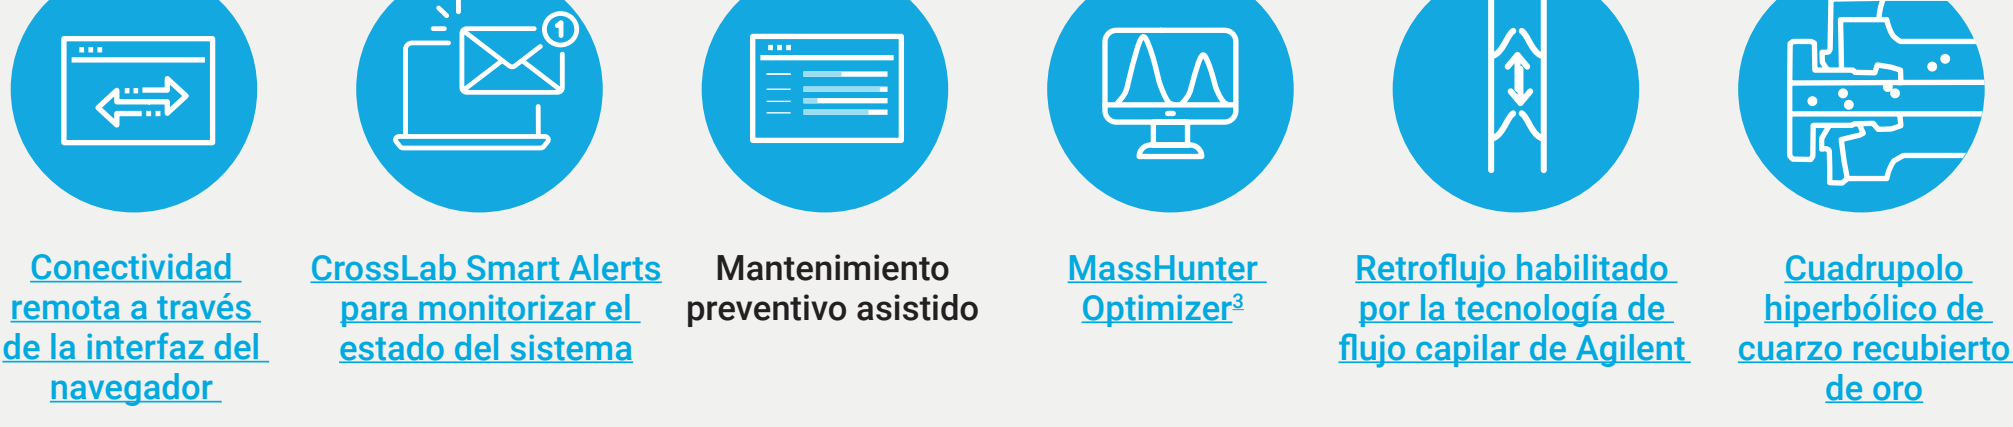 1
Conectividad
remota a través
de la interfaz del
navegador
CrossLab Smart Alerts
para monitorizar el
estado del sistema
Mantenimiento
preventivo asistido
MassHunter
Optimizer³
Retroflujo habilitado
por la tecnología de
flujo capilar de Agilent
Cuadrupolo
hiperbólico de
cuarzo recubierto
de oro